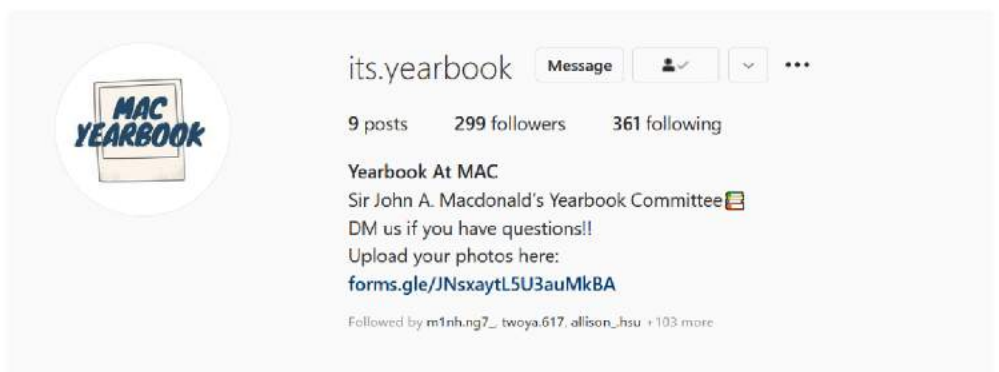 MAC
YEARBOOK
its.yearbook Message
9 posts 299 followers 361 following
Yearbook At MAC
Sir John A. Macdonald's Yearbook Committee
DM us if you have questions!!
Upload your photos here:
forms.gle/JNsxaytL5U3auMkBA
Followed by m1nh.ng7_, twoya.617, allison_.hsu +103 more